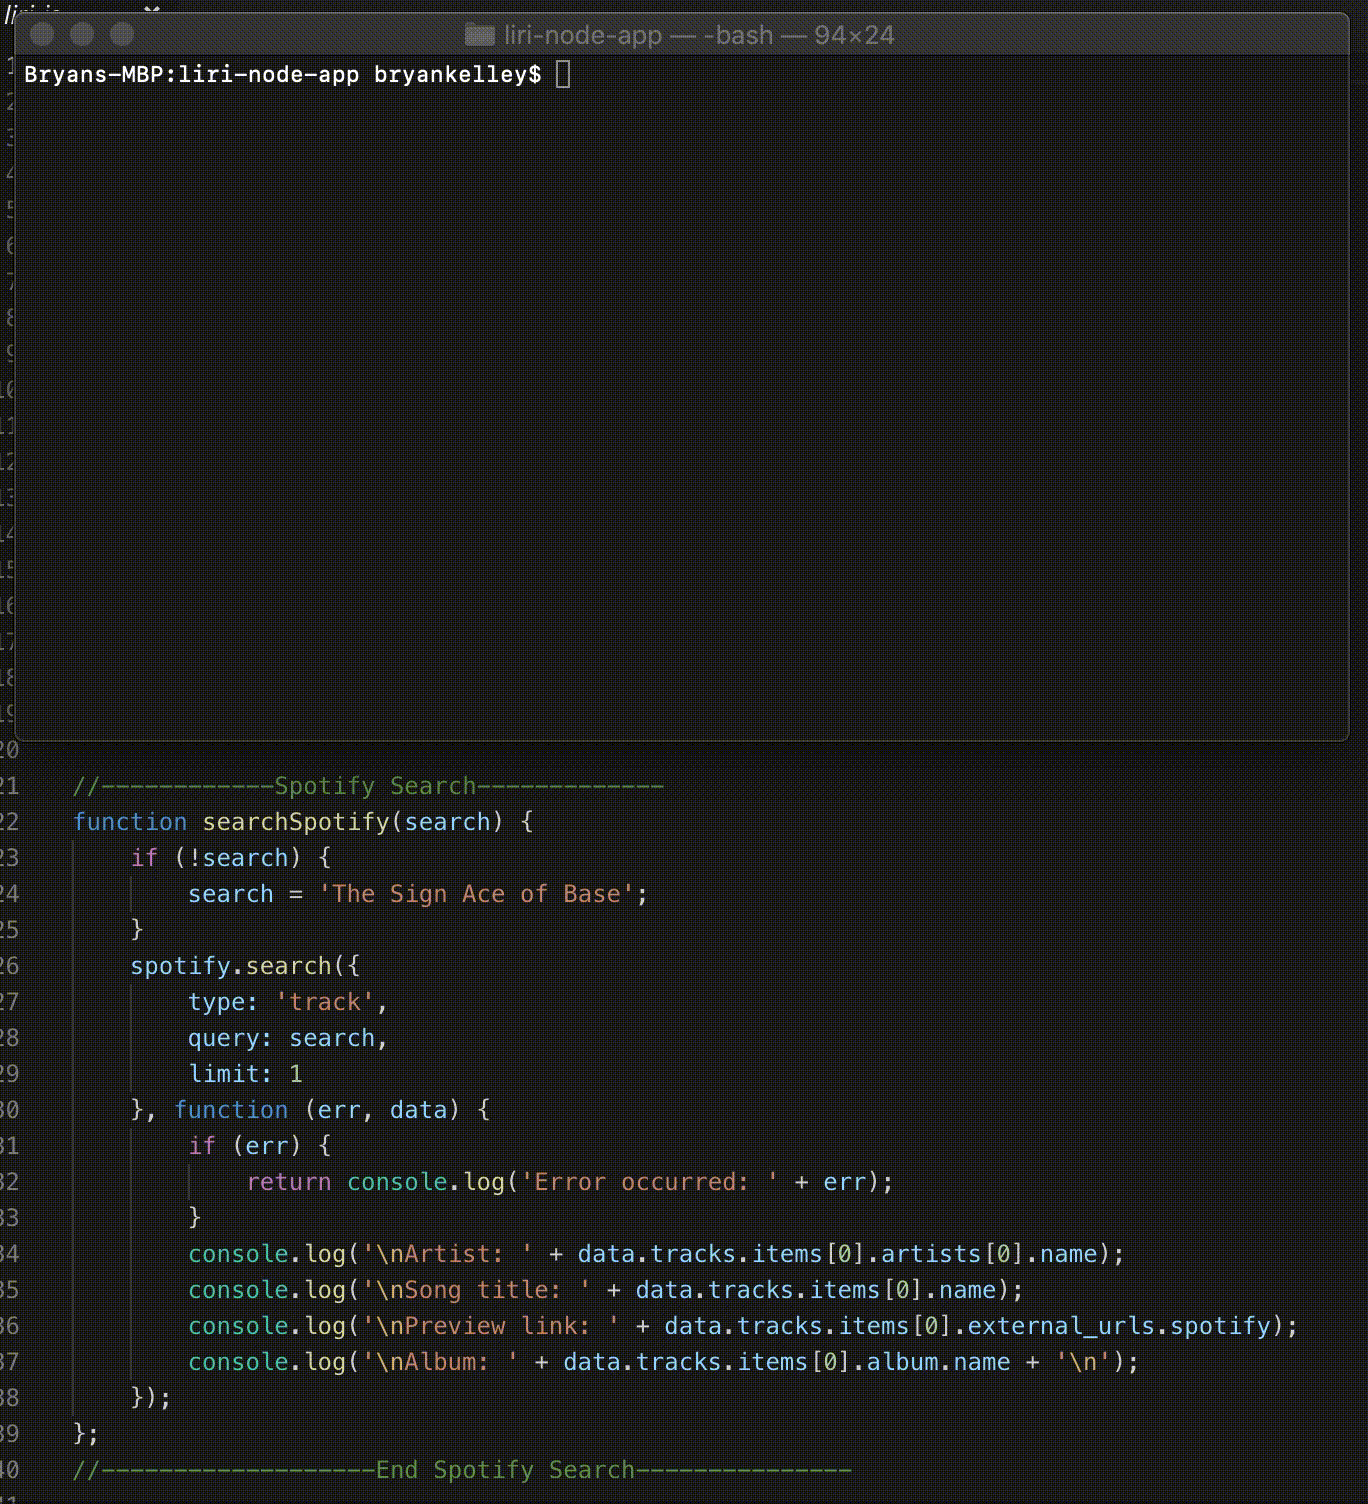 liri-node-app — -bash — 94×24
Bryans-MBP:liri-node-app bryankelley$
20
21 //------------Spotify Search-------------
22 function searchSpotify(search) {
23 if (!search) {
24 search = 'The Sign Ace of Base';
25 }
26 spotify.search({
27 type: 'track',
28 query: search,
29 limit: 1
30 }, function (err, data) {
31 if (err) {
32 return console.log('Error occurred: ' + err);
33 }
34 console.log('\nArtist: ' + data.tracks.items[0].artists[0].name);
35 console.log('\nSong title: ' + data.tracks.items[0].name);
36 console.log('\nPreview link: ' + data.tracks.items[0].external_urls.spotify);
37 console.log('\nAlbum: ' + data.tracks.items[0].album.name + '\n');
38 });
39 };
40 //-------------------End Spotify Search---------------